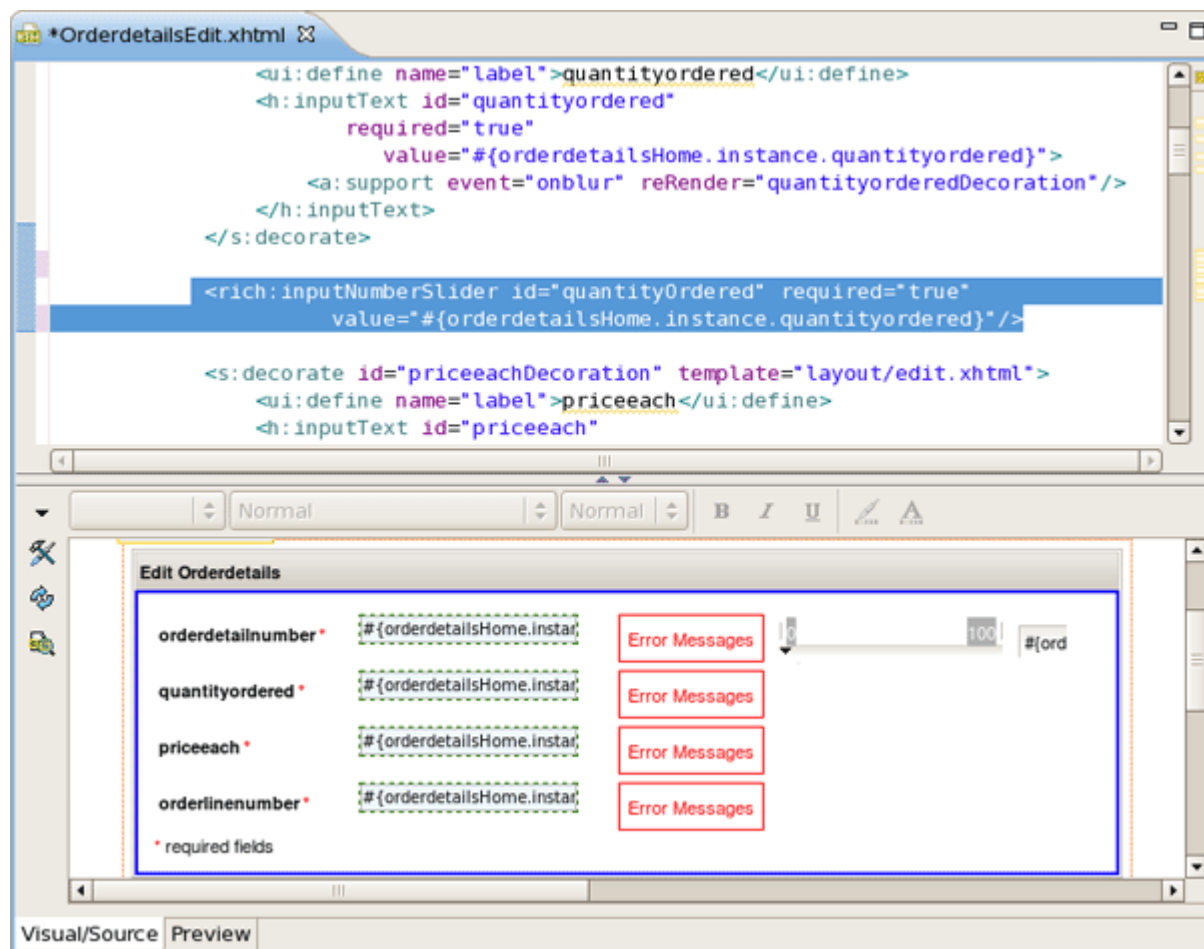 *OrderdetailsEdit.xhtml
<ui:define name="label">quantityordered</ui:define>
<h:inputText id="quantityordered"
required="true"
value="#{orderdetailsHome.instance.quantityordered}">
<a:support event="onblur" reRender="quantityorderedDecoration"/>
</h:inputText>
</s:decorate>
<rich:inputNumberSlider id="quantityOrdered" required="true"
value="#{orderdetailsHome.instance.quantityordered}"/>
<s:decorate id="priceeachDecoration" template="layout/edit.xhtml">
<ui:define name="label">priceeach</ui:define>
<h:inputText id="priceeach"
Normal Normal B I U A
Edit Orderdetails
orderdetailnumber* #{orderdetailsHome.instar Error Messages 0 100 #{ord
quantityordered* #{orderdetailsHome.instar Error Messages
priceeach* #{orderdetailsHome.instar Error Messages
orderlinenumber* #{orderdetailsHome.instar Error Messages
* required fields
Visual/Source Preview